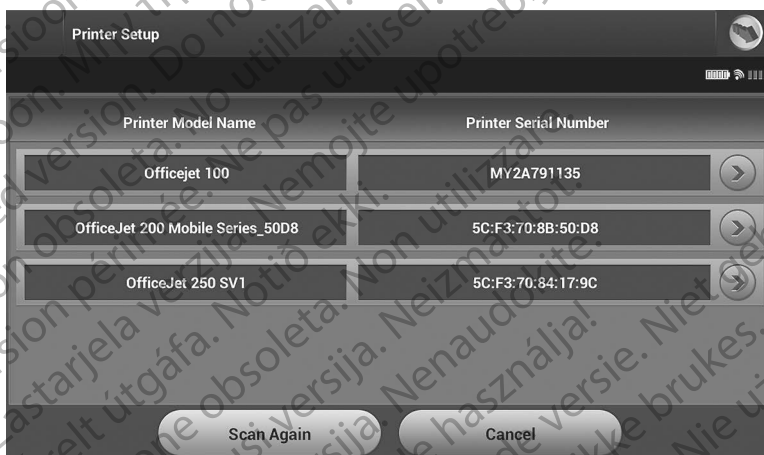 Printer Setup
Printer Model Name Printer Serial Number
Officejet 100 MY2A791135
OfficeJet 200 Mobile Series_50D8 5C:F3:70:8B:50:D8
OfficeJet 250 SV1 5C:F3:70:84:17:9C
Scan Again Cancel